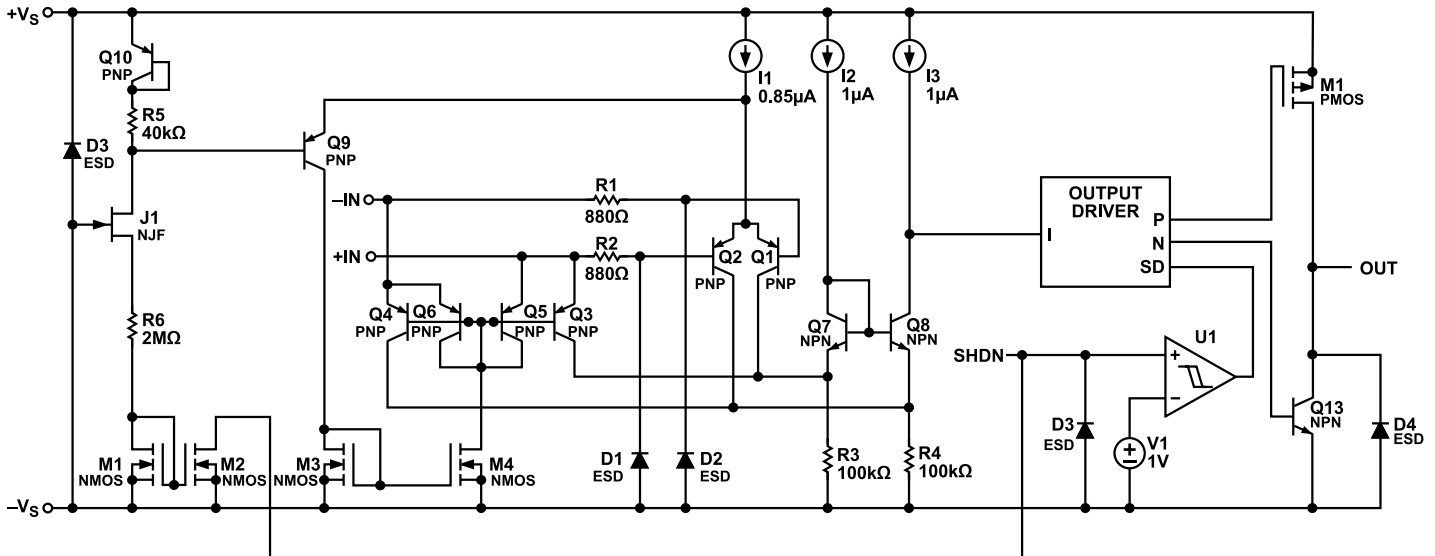 +VS
Q10
PNP
R5
40kΩ
D3
ESD
J1
NJF
R6
2MΩ
M1
NMOS
M2
NMOS
–VS
Q9
PNP
M3
NMOS
M4
NMOS
–IN
+IN
R1
880Ω
R2
880Ω
Q4
PNP
Q6
PNP
Q5
PNP
Q3
PNP
D1
ESD
D2
ESD
I1
0.85µA
I2
1µA
I3
1µA
Q2
PNP
Q1
PNP
Q7
NPN
Q8
NPN
R3
100kΩ
R4
100kΩ
OUTPUT
DRIVER
I
P
N
SD
M1
PMOS
OUT
SHDN
U1
+
–
D3
ESD
V1
1V
Q13
NPN
D4
ESD